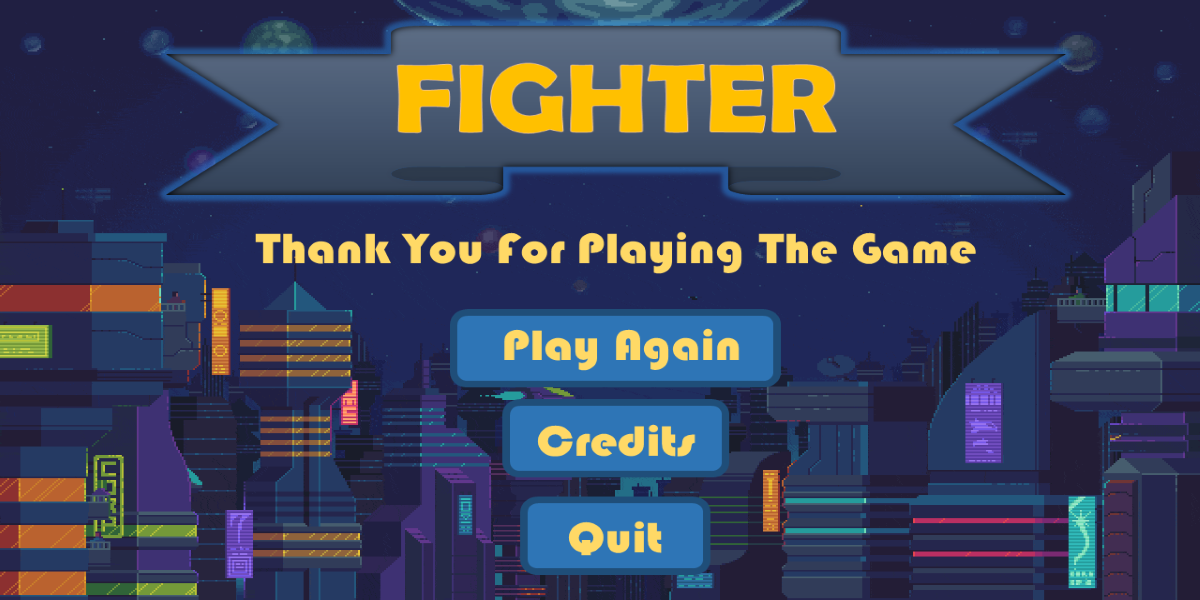 FIGHTER
Thank You For Playing The Game
Play Again
Credits
Quit